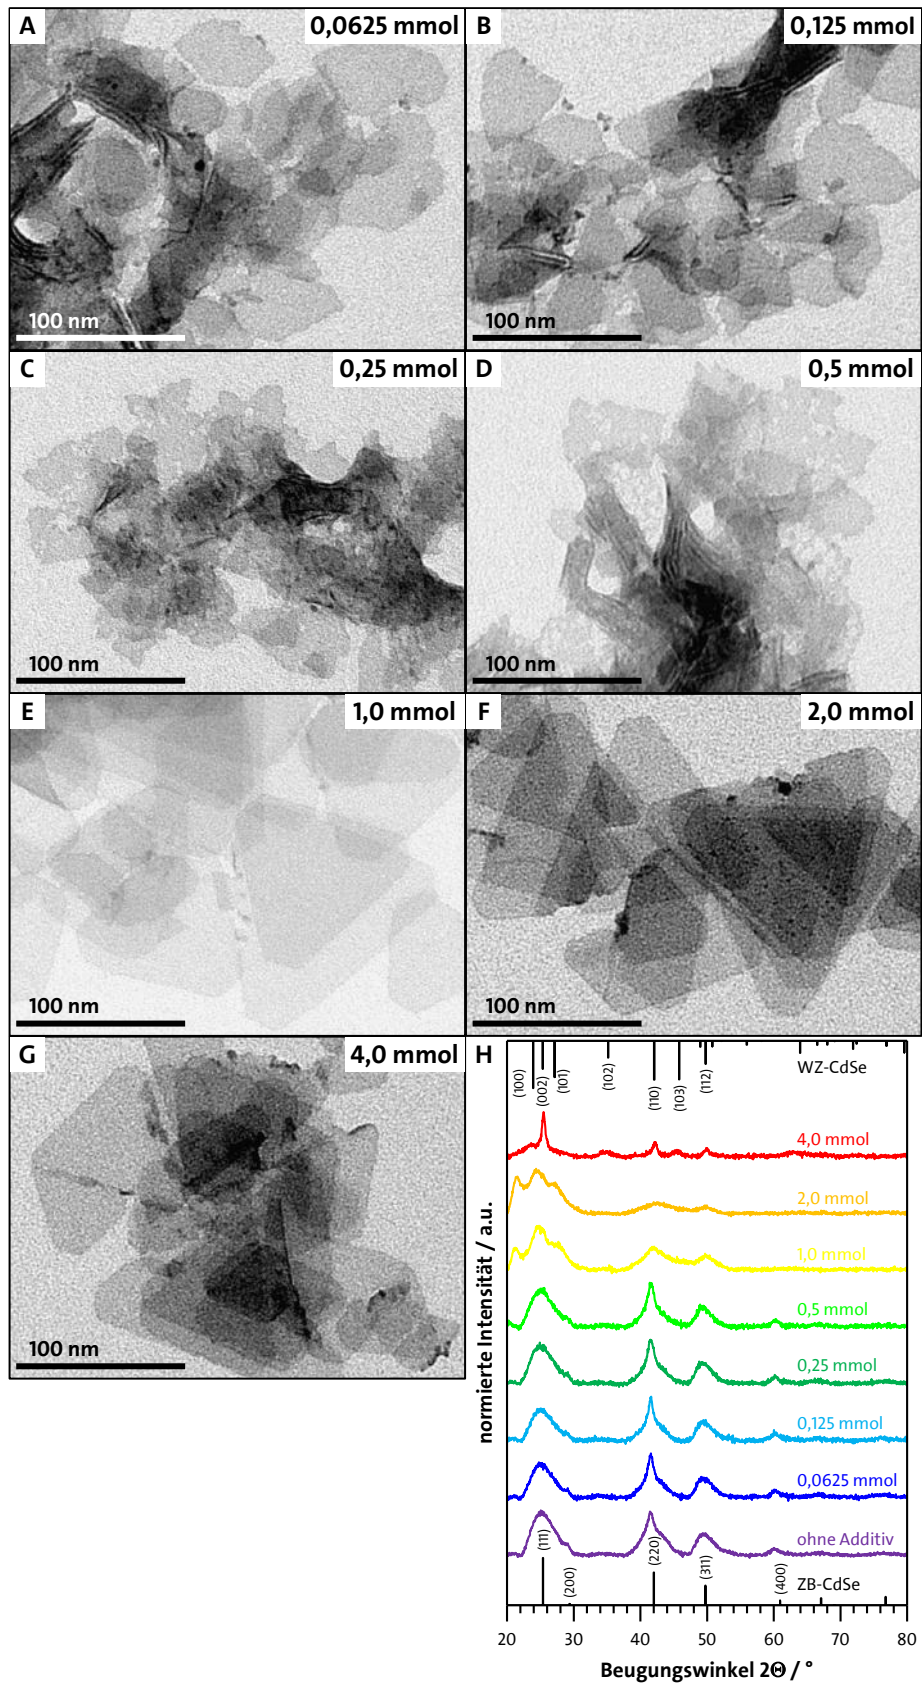 A 0,0625 mmol
100 nm
B 0,125 mmol
100 nm
C 0,25 mmol
100 nm
D 0,5 mmol
100 nm
E 1,0 mmol
100 nm
F 2,0 mmol
100 nm
G 4,0 mmol
100 nm
H
WZ-CdSe
(100)
(002)
(101)
(102)
(110)
(103)
(112)
4,0 mmol
2,0 mmol
1,0 mmol
0,5 mmol
0,25 mmol
0,125 mmol
0,0625 mmol
ohne Additiv
(111)
(200)
(220)
(311)
(400)
ZB-CdSe
normierte Intensität / a.u.
20 30 40 50 60 70 80
Beugungswinkel 2Θ / °